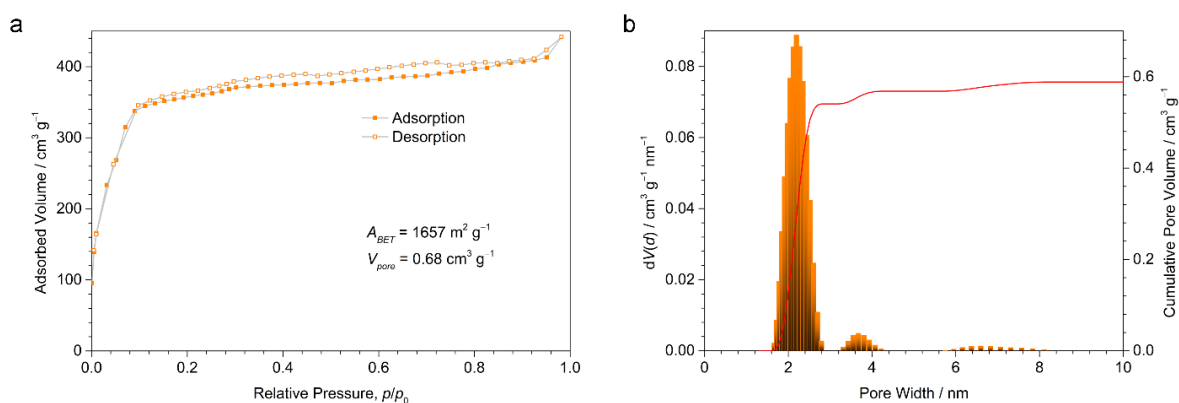 a
Adsorbed Volume / cm³ g⁻¹
400
300
200
100
0
0.0 0.2 0.4 0.6 0.8 1.0
Relative Pressure, p/p₀
Adsorption
Desorption
A_BET = 1657 m² g⁻¹
V_pore = 0.68 cm³ g⁻¹
b
dV(d) / cm³ g⁻¹ nm⁻¹
0.08
0.06
0.04
0.02
0.00
0 2 4 6 8 10
Pore Width / nm
0.6
0.4
0.2
0.0
Cumulative Pore Volume / cm³ g⁻¹